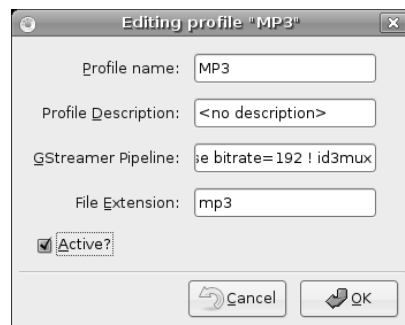 Editing profile "MP3"
Profile name: MP3
Profile Description: <no description>
GStreamer Pipeline: se bitrate=192 ! id3mux
File Extension: mp3
Active?
Cancel OK